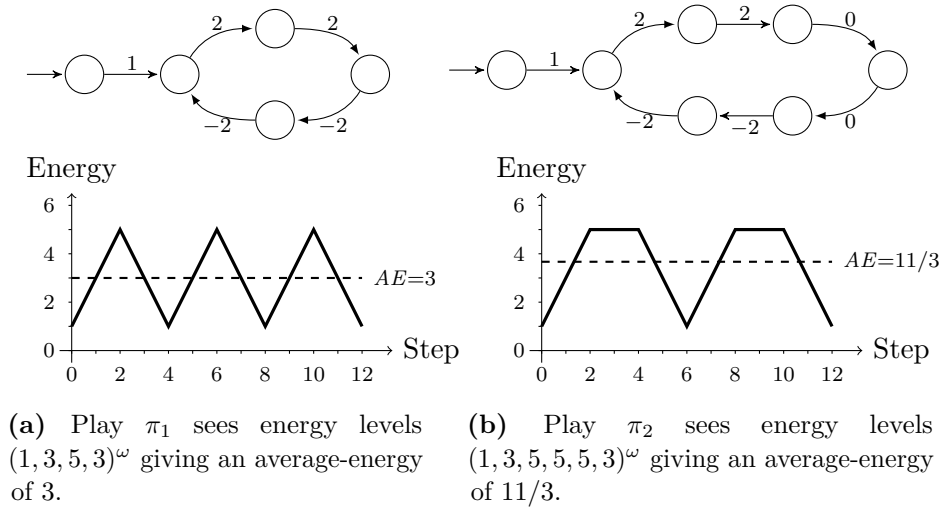 2 2
1
−2 −2
Energy
6
4
2
0
AE=3
Step
0 2 4 6 8 10 12
(a) Play π₁ sees energy levels
(1, 3, 5, 3)^ω giving an average-energy
of 3.
2 2 0
1
−2 −2 0
Energy
6
4
2
0
AE=11/3
Step
0 2 4 6 8 10 12
(b) Play π₂ sees energy levels
(1, 3, 5, 5, 5, 3)^ω giving an average-energy
of 11/3.